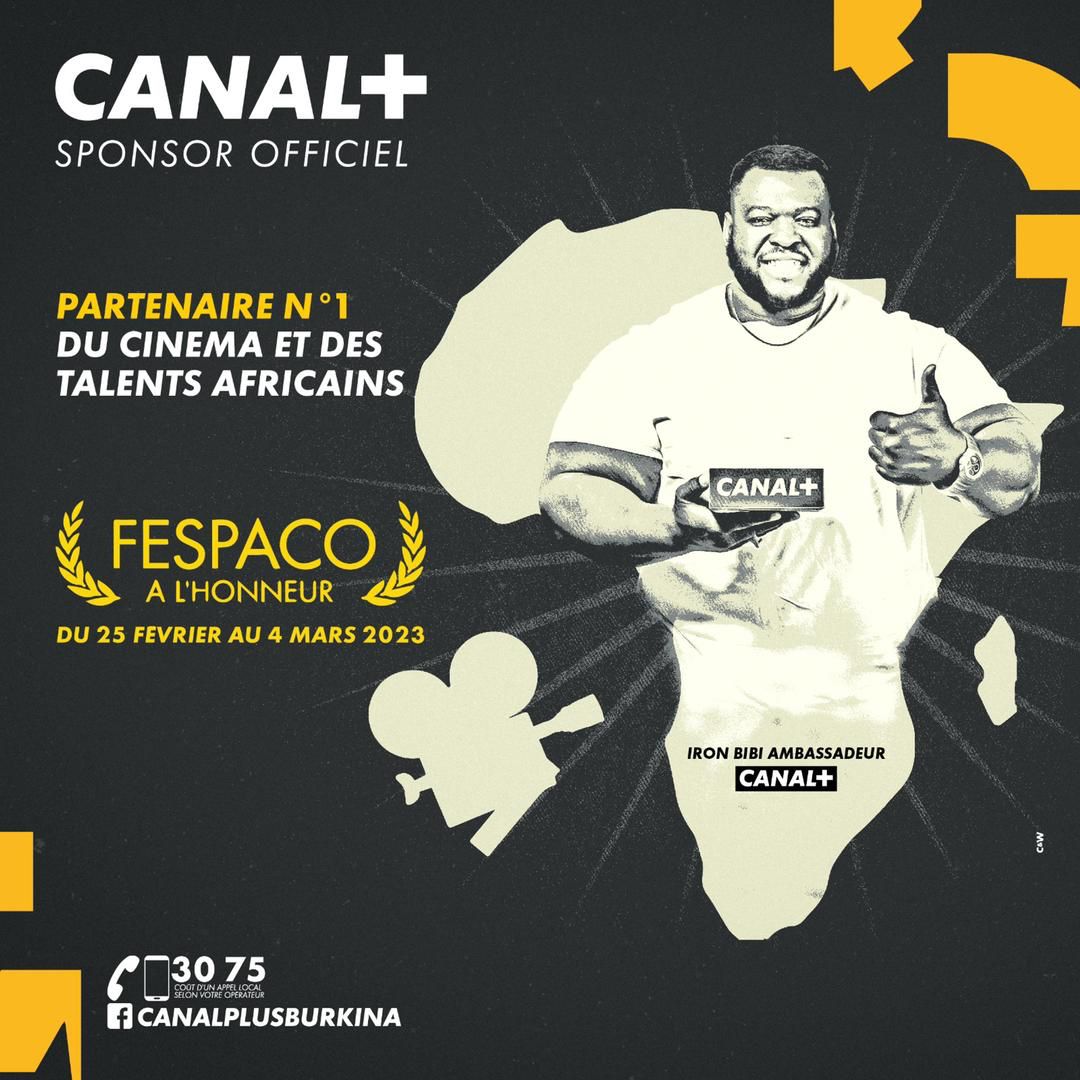 CANAL+
SPONSOR OFFICIEL
PARTENAIRE N°1
DU CINEMA ET DES
TALENTS AFRICAINS
FESPACO
A L'HONNEUR
DU 25 FEVRIER AU 4 MARS 2023
CANAL+
IRON BIBI AMBASSADEUR
CANAL+
C&W
30 75
COÛT D'UN APPEL LOCAL
SELON VOTRE OPERATEUR
CANALPLUSBURKINA